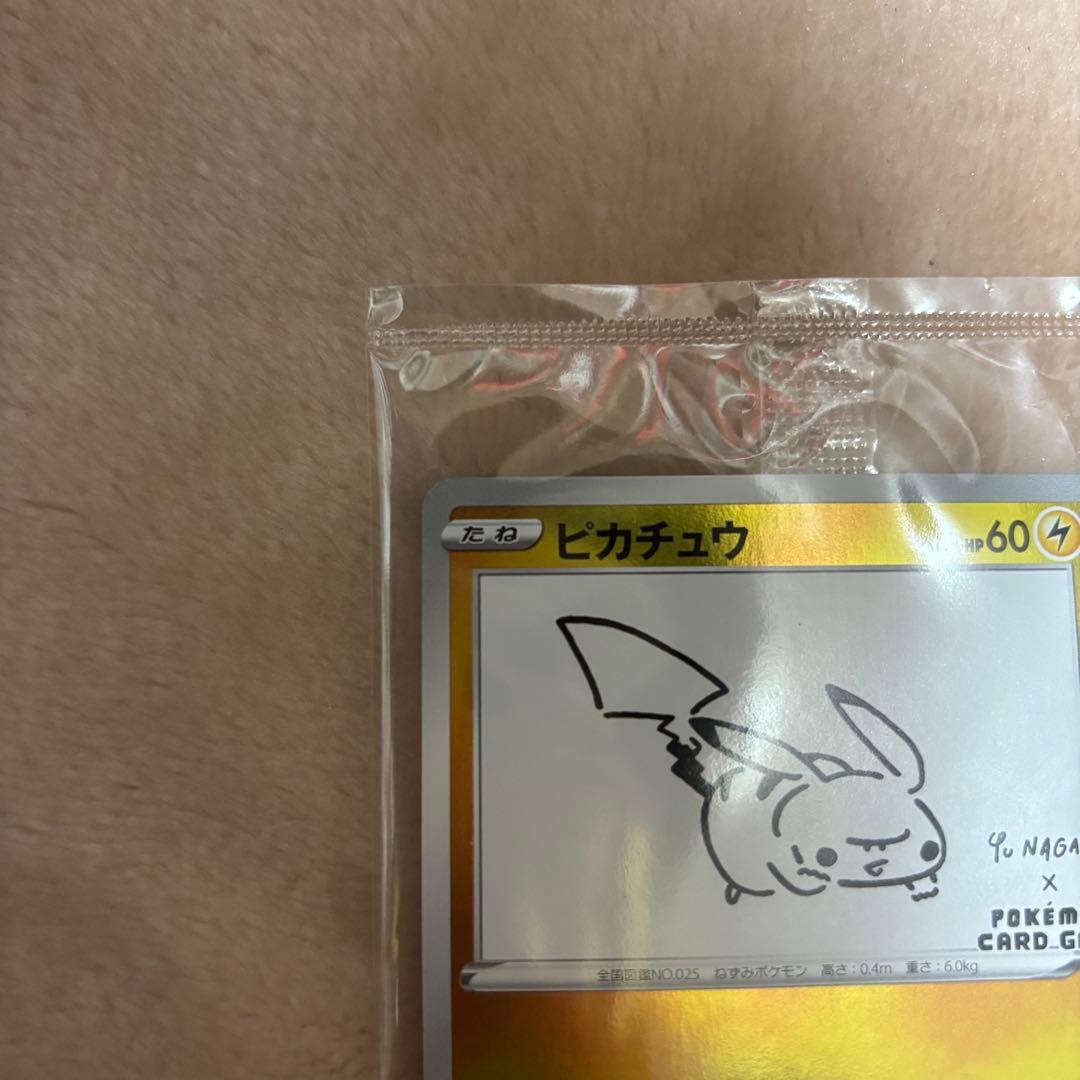 たね ピカチュウ HP60
Yu NAGA
×
POKÉM
CARD GA
全国図鑑NO.025 ねずみポケモン 高さ:0.4m 重さ:6.0kg